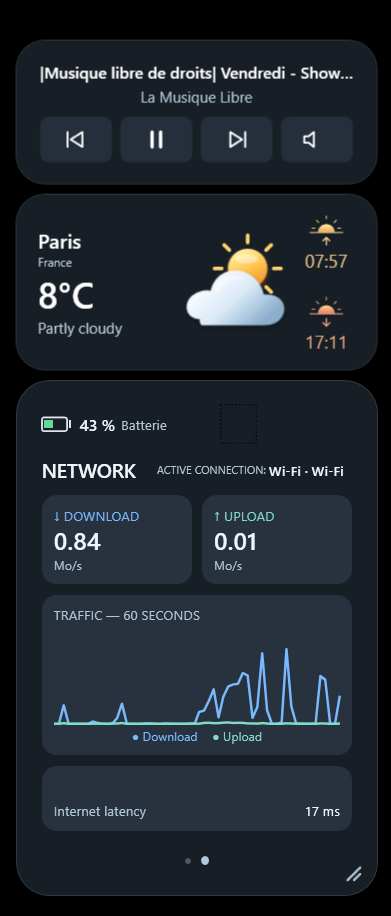 |Musique libre de droits| Vendredi - Show...
La Musique Libre
Paris
France
8°C
Partly cloudy
07:57
17:11
43 % Batterie
NETWORK
ACTIVE CONNECTION: Wi-Fi · Wi-Fi
↓ DOWNLOAD
0.84
Mo/s
↑ UPLOAD
0.01
Mo/s
TRAFFIC — 60 SECONDS
Download
Upload
Internet latency
17 ms